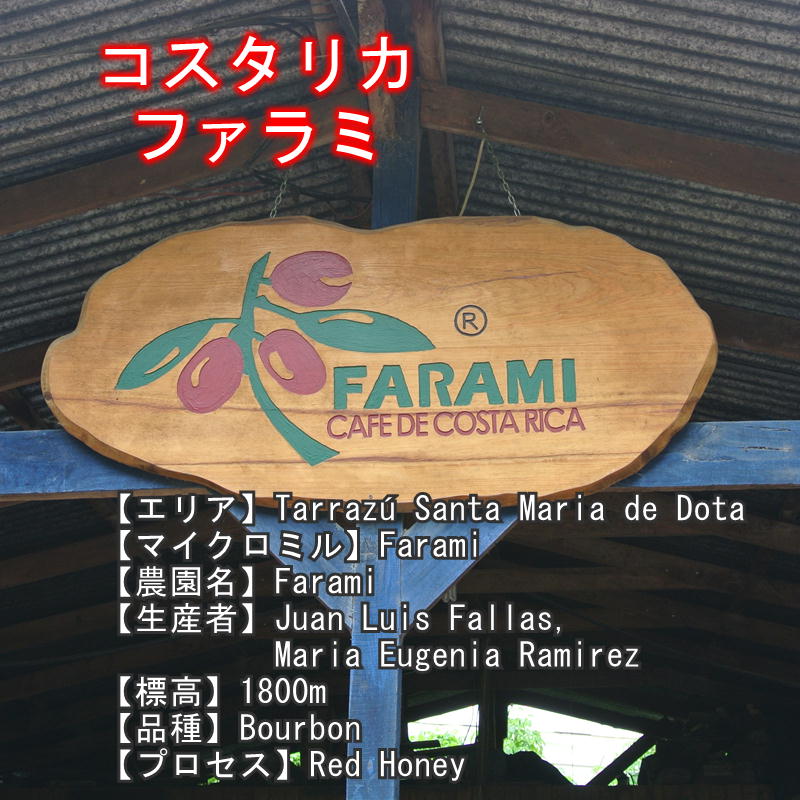 コスタリカ
ファラミ
®
FARAMI
CAFE DE COSTA RICA
【エリア】Tarrazú Santa Maria de Dota
【マイクロミル】Farami
【農園名】Farami
【生産者】Juan Luis Fallas,
Maria Eugenia Ramirez
【標高】1800m
【品種】Bourbon
【プロセス】Red Honey